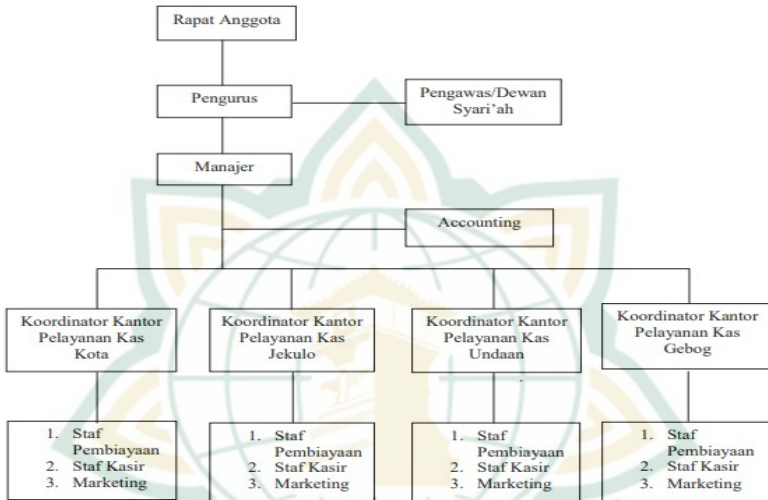 Rapat Anggota
Pengurus
Pengawas/Dewan
Syari'ah
Manajer
Accounting
Koordinator Kantor
Pelayanan Kas
Kota
Koordinator Kantor
Pelayanan Kas
Jekulo
Koordinator Kantor
Pelayanan Kas
Undaan
Koordinator Kantor
Pelayanan Kas
Gebog
1. Staf
Pembiayaan
2. Staf Kasir
3. Marketing
1. Staf
Pembiayaan
2. Staf Kasir
3. Marketing
1. Staf
Pembiayaan
2. Staf Kasir
3. Marketing
1. Staf
Pembiayaan
2. Staf Kasir
3. Marketing